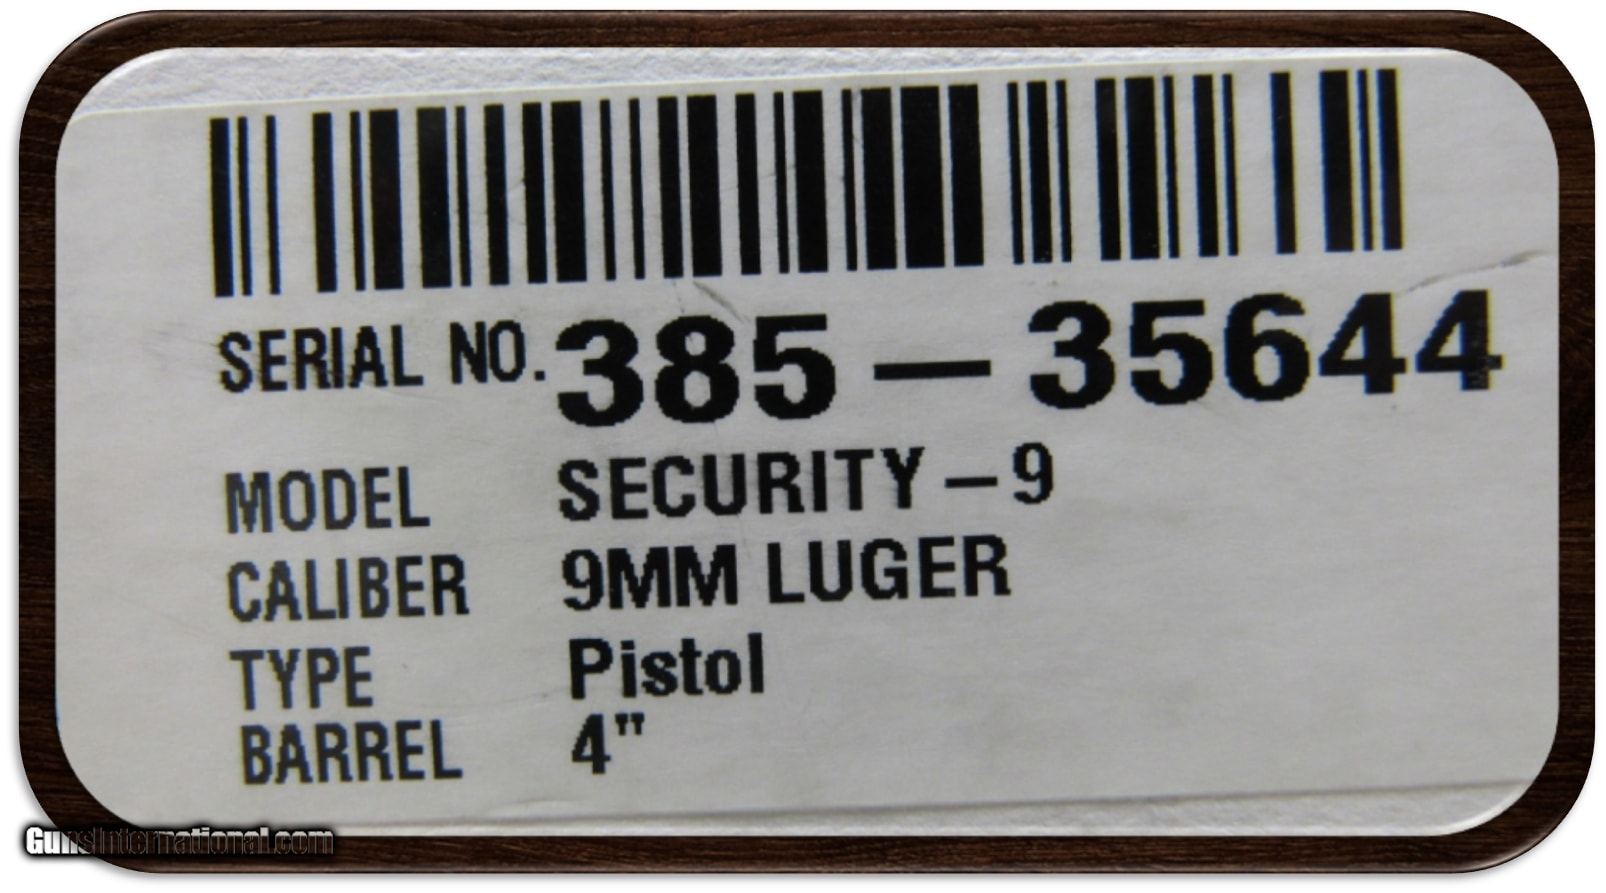 SERIAL NO. 385-35644
MODEL SECURITY-9
CALIBER 9MM LUGER
TYPE Pistol
BARREL 4"
GunsInternational.com